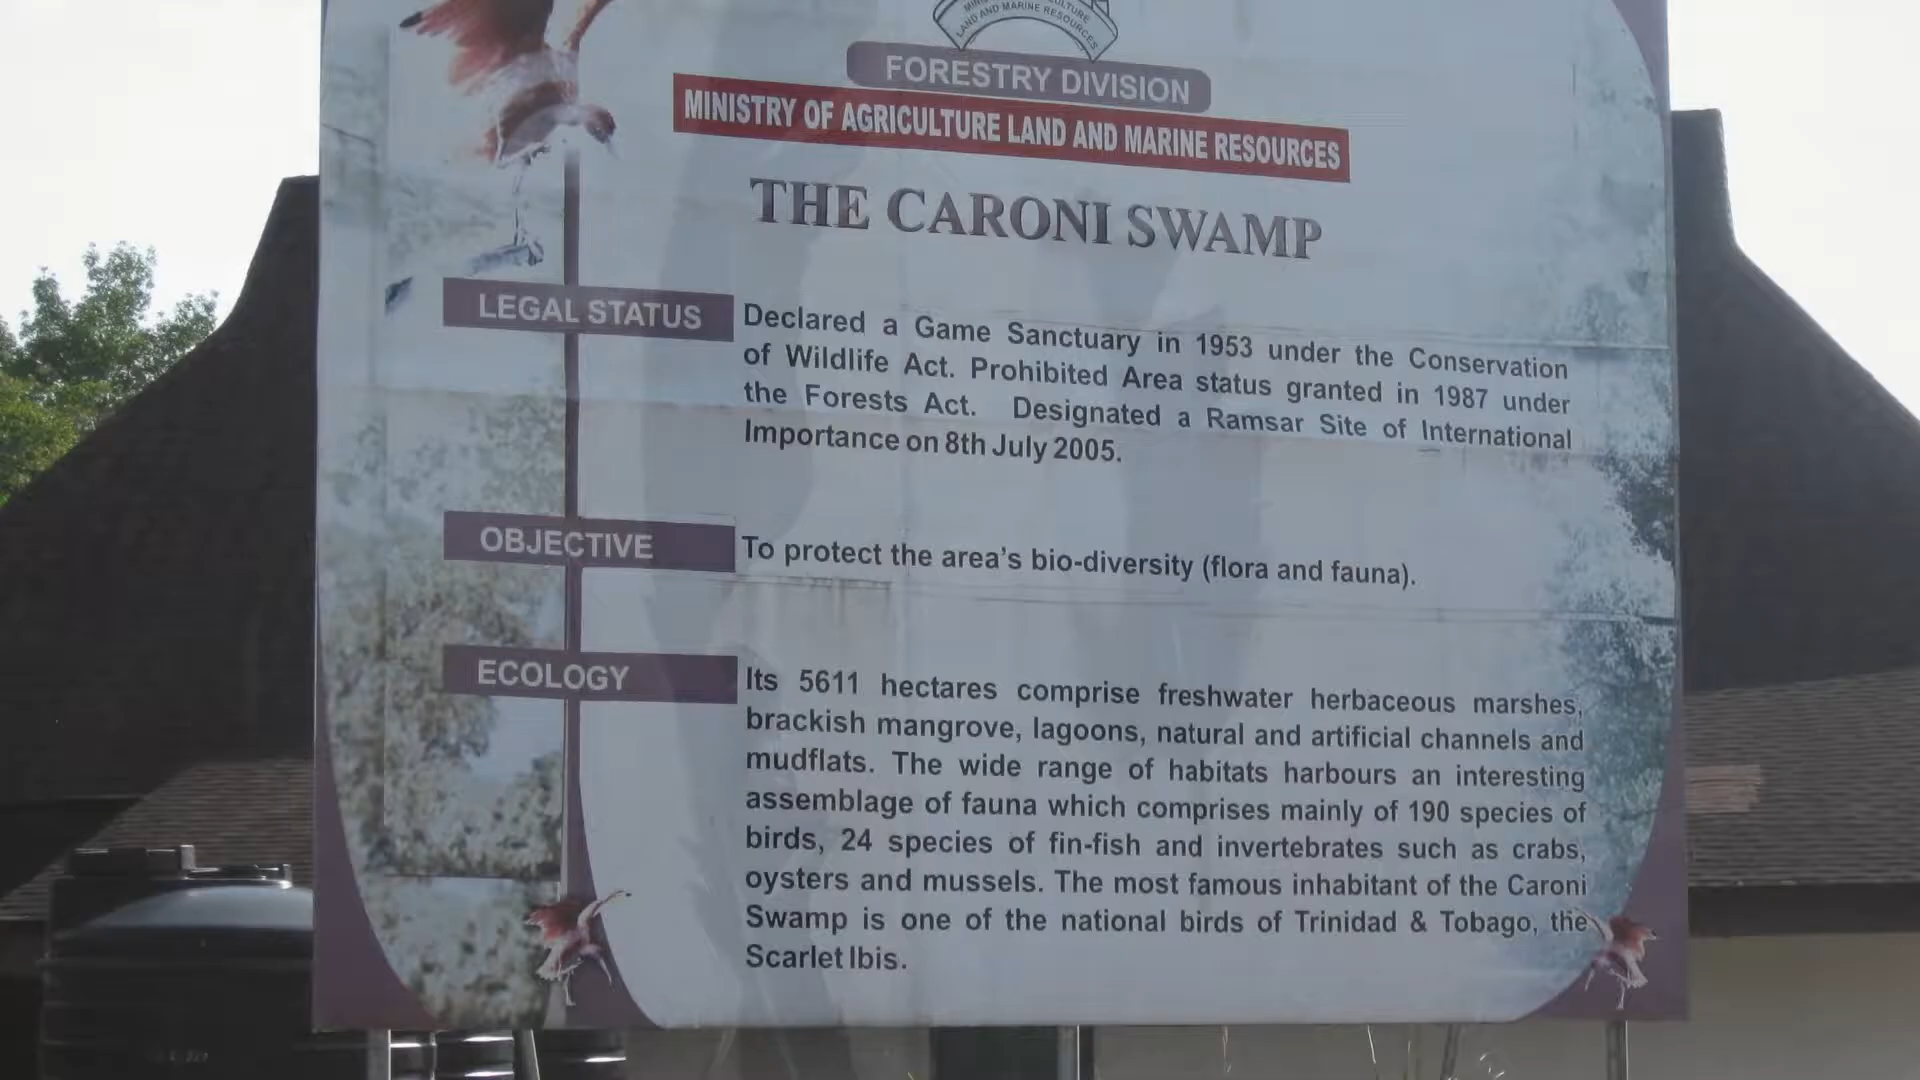 LAND AND MARINE RESOURCES
FORESTRY DIVISION
MINISTRY OF AGRICULTURE LAND AND MARINE RESOURCES
THE CARONI SWAMP
LEGAL STATUS
Declared a Game Sanctuary in 1953 under the Conservation
of Wildlife Act. Prohibited Area status granted in 1987 under
the Forests Act. Designated a Ramsar Site of International
Importance on 8th July 2005.
OBJECTIVE
To protect the area's bio-diversity (flora and fauna).
ECOLOGY
Its 5611 hectares comprise freshwater herbaceous marshes,
brackish mangrove, lagoons, natural and artificial channels and
mudflats. The wide range of habitats harbours an interesting
assemblage of fauna which comprises mainly of 190 species of
birds, 24 species of fin-fish and invertebrates such as crabs,
oysters and mussels. The most famous inhabitant of the Caroni
Swamp is one of the national birds of Trinidad & Tobago, the
Scarlet Ibis.